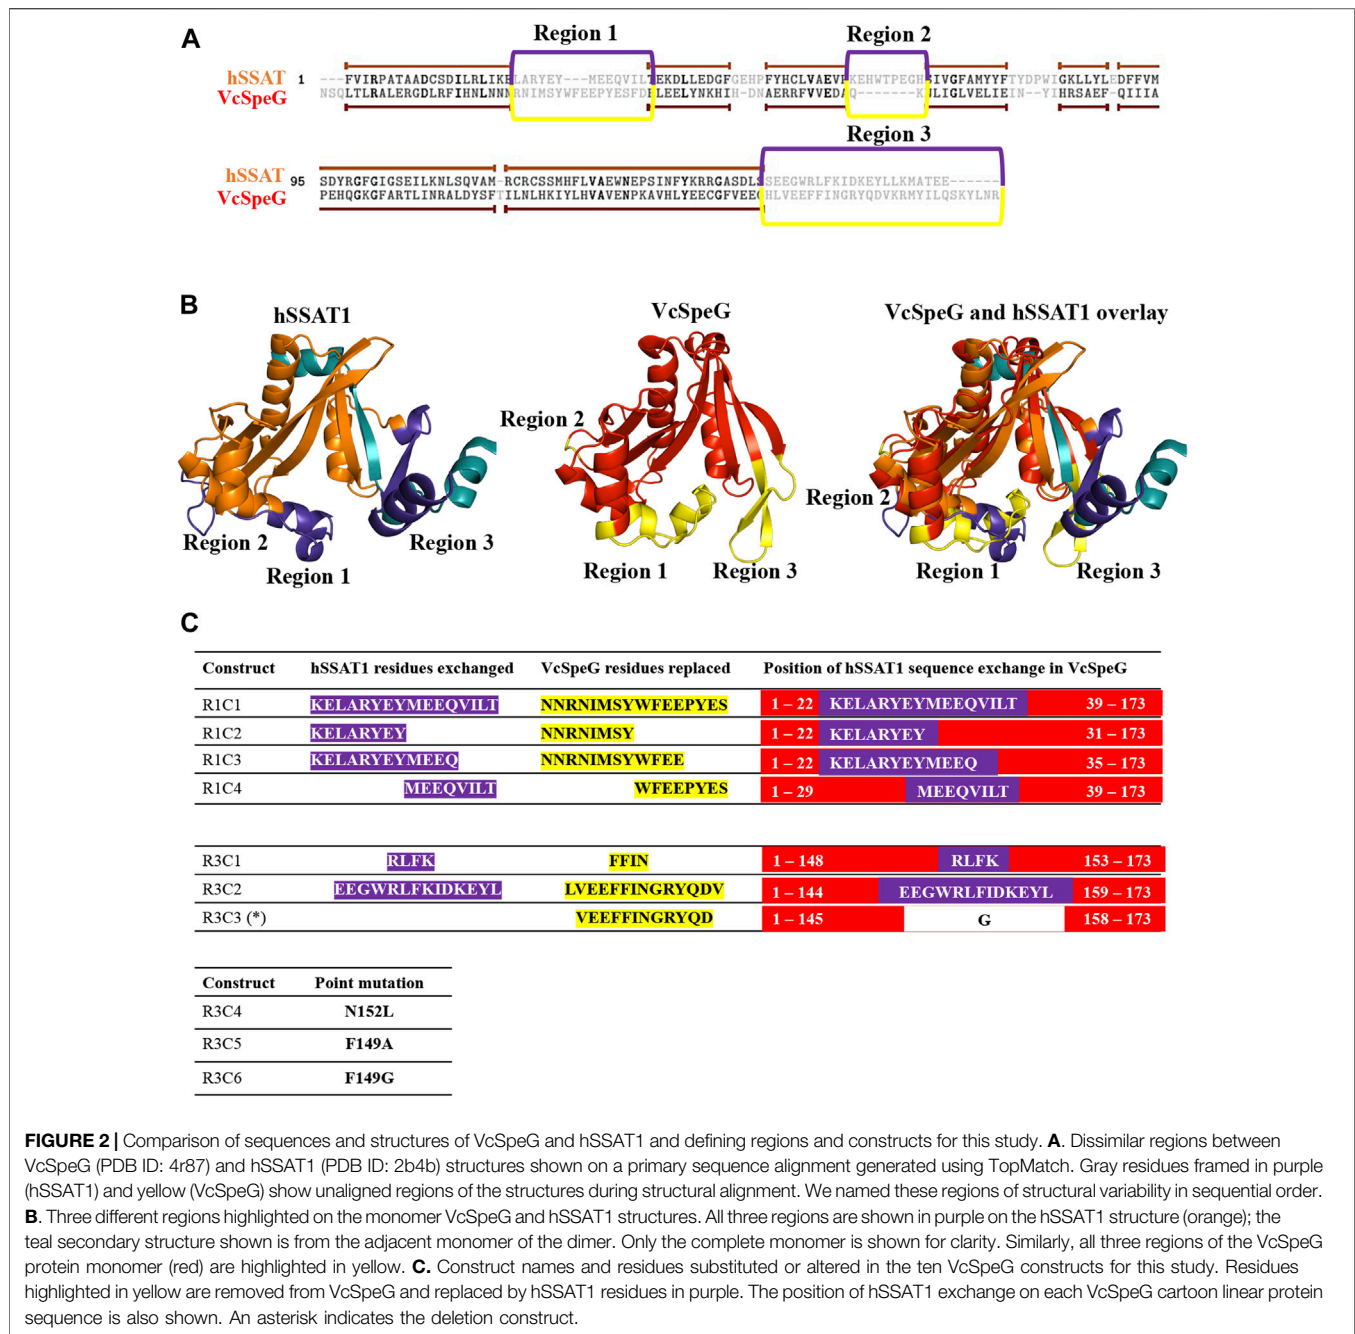 A
Region 1
Region 2
hSSAT 1 ---FVIRPATAADCSDILRLIKELARYEY---MEEQVILTEKDLLEDGFGEHPFYHCLVAEVPKEHWTPEGHSIVGFAMYYFTYDPWIGKLLYLEDFFVM
VcSpeG NSQLTLRALERGDLRFIHNLNNNRNIMSYWFEEPYESFDELEELYNKHIH-DNAERRFVVEDAQ-------KNLIGLVELIEIN--YIHRSAEF-QIIIA
Region 3
hSSAT 95 SDYRGFGIGSEILKNLSQVAM-RCRCSSMHFLVAEWNEPSINFYKRRGASDLSSEEGWRLFKIDKEYLLKMATEE------
VcSpeG PEHQGKGFARTLINRALDYSFTILNLHKIYLHVAVENPKAVHLYEECGFVEEGHLVEEFFINGRYQDVKRMYILQSKYLNR
B
hSSAT1
VcSpeG
VcSpeG and hSSAT1 overlay
Region 2
Region 1
Region 3
Region 2
Region 1
Region 3
Region 2
Region 1
Region 3
C
Construct hSSAT1 residues exchanged VcSpeG residues replaced Position of hSSAT1 sequence exchange in VcSpeG
R1C1 KELARYEYMEEQVILT NNRNIMSYWFEEPYES 1 – 22 KELARYEYMEEQVILT 39 – 173
R1C2 KELARYEY NNRNIMSY 1 – 22 KELARYEY 31 – 173
R1C3 KELARYEYMEEQ NNRNIMSYWFEE 1 – 22 KELARYEYMEEQ 35 – 173
R1C4 MEEQVILT WFEEPYES 1 – 29 MEEQVILT 39 – 173
R3C1 RLFK FFIN 1 – 148 RLFK 153 – 173
R3C2 EEGWRLFKIDKEYL LVEEFFINGRYQDV 1 – 144 EEGWRLFIDKEYL 159 – 173
R3C3 (*) VEEFFINGRYQD 1 – 145 G 158 – 173
Construct Point mutation
R3C4 N152L
R3C5 F149A
R3C6 F149G
FIGURE 2 | Comparison of sequences and structures of VcSpeG and hSSAT1 and defining regions and constructs for this study. A. Dissimilar regions between
VcSpeG (PDB ID: 4r87) and hSSAT1 (PDB ID: 2b4b) structures shown on a primary sequence alignment generated using TopMatch. Gray residues framed in purple
(hSSAT1) and yellow (VcSpeG) show unaligned regions of the structures during structural alignment. We named these regions of structural variability in sequential order.
B. Three different regions highlighted on the monomer VcSpeG and hSSAT1 structures. All three regions are shown in purple on the hSSAT1 structure (orange); the
teal secondary structure shown is from the adjacent monomer of the dimer. Only the complete monomer is shown for clarity. Similarly, all three regions of the VcSpeG
protein monomer (red) are highlighted in yellow. C. Construct names and residues substituted or altered in the ten VcSpeG constructs for this study. Residues
highlighted in yellow are removed from VcSpeG and replaced by hSSAT1 residues in purple. The position of hSSAT1 exchange on each VcSpeG cartoon linear protein
sequence is also shown. An asterisk indicates the deletion construct.